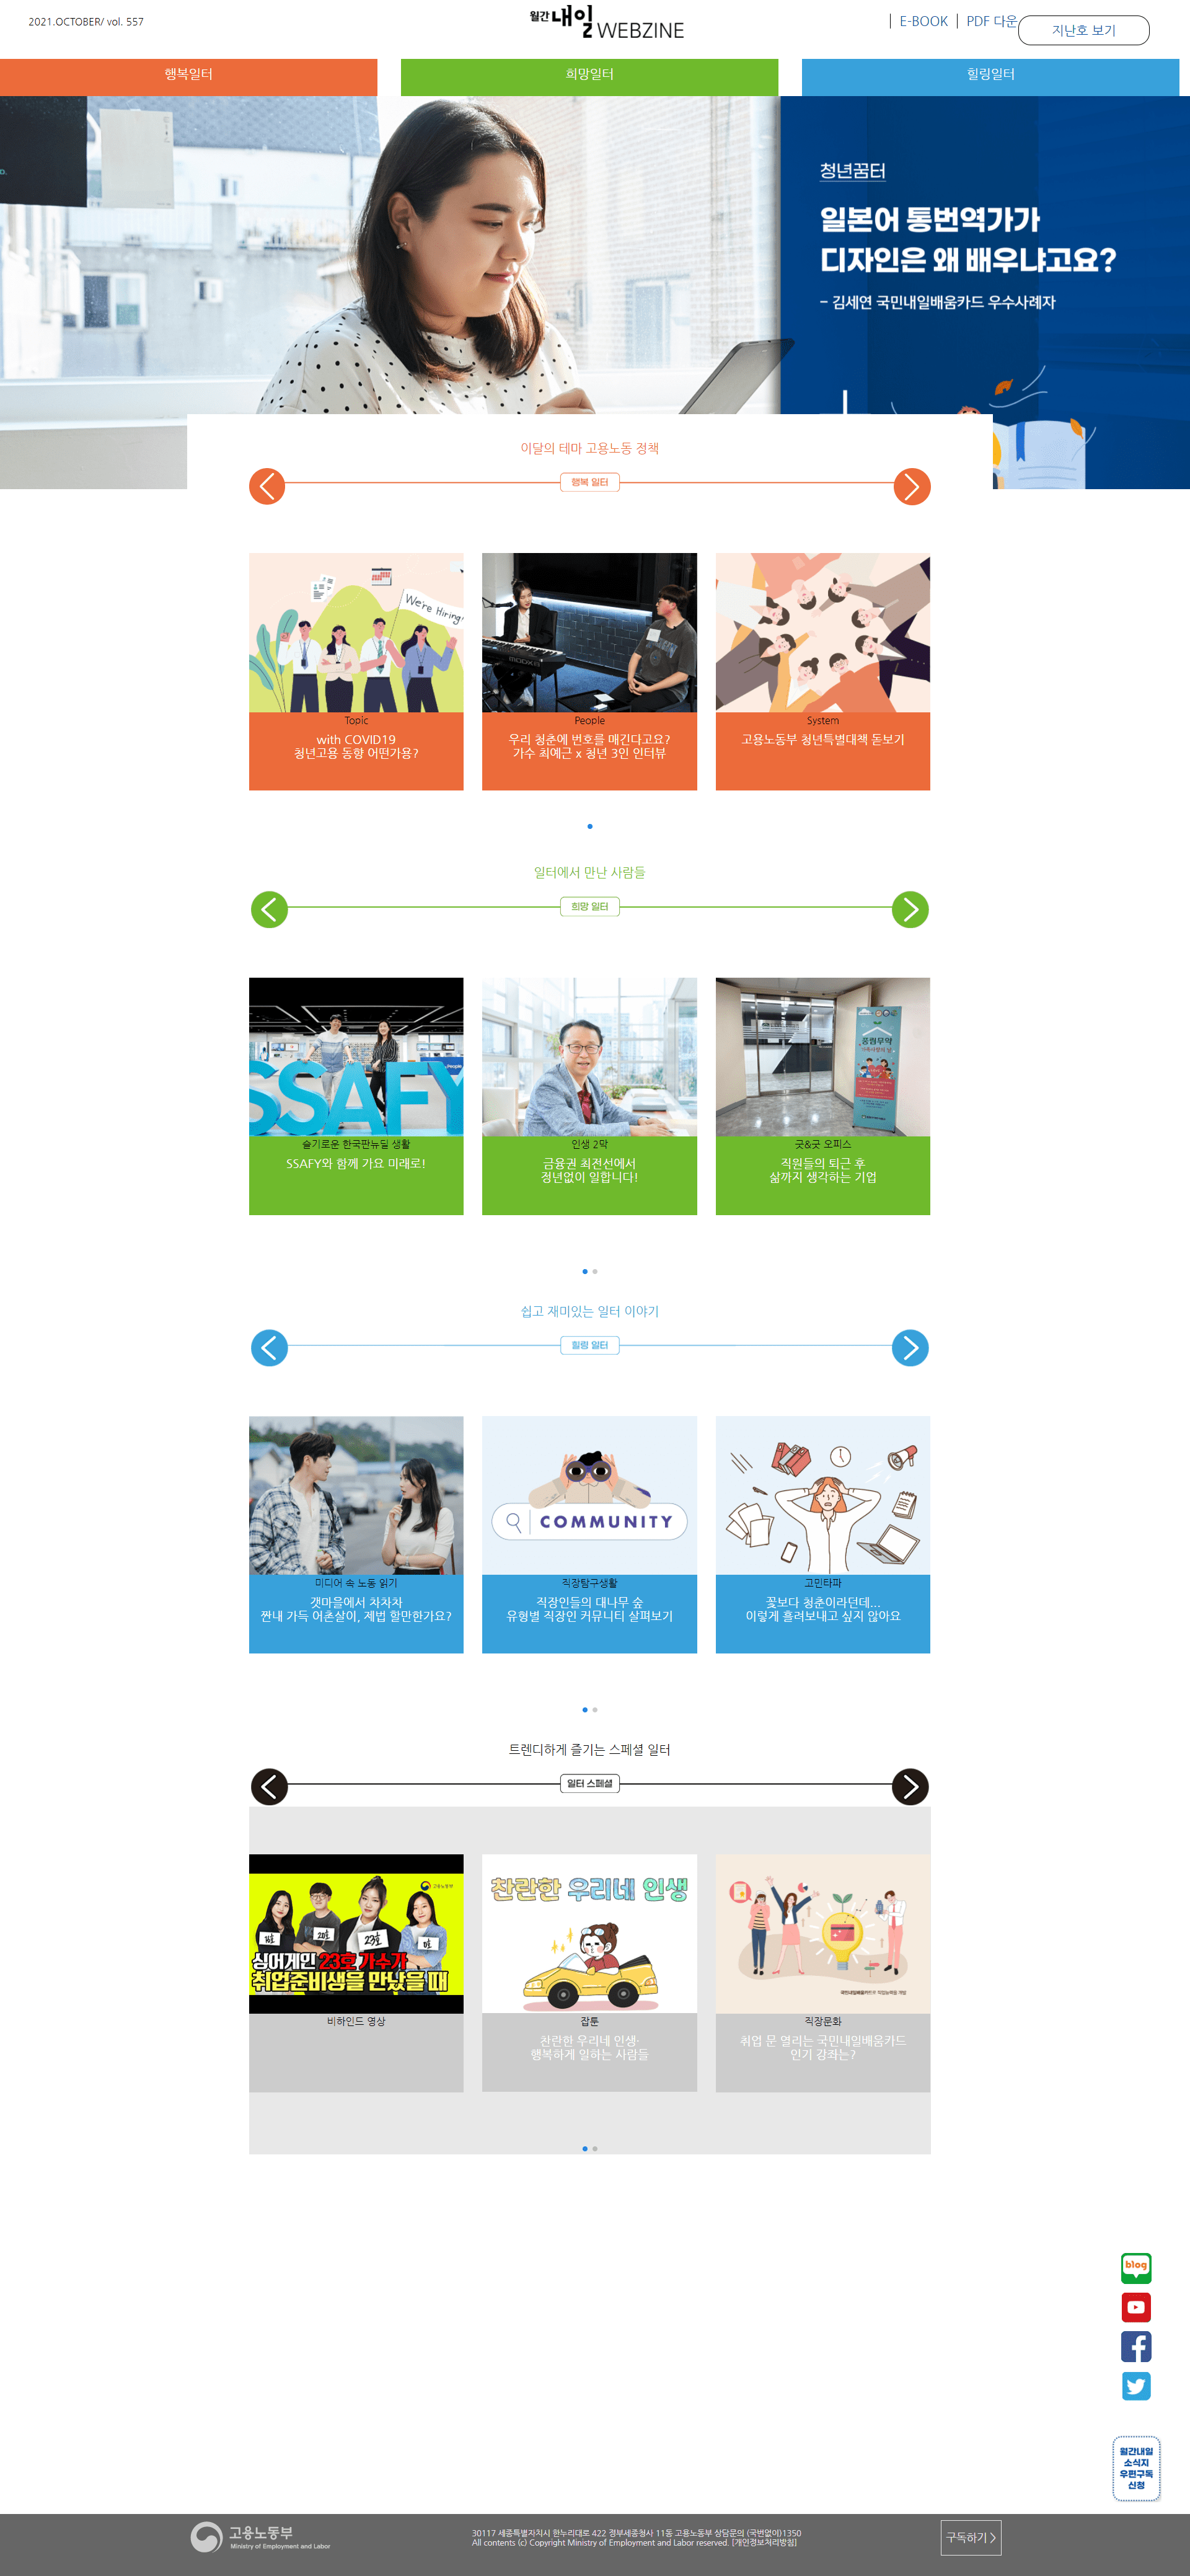 2021.OCTOBER/ vol. 557
월간 내일 WEBZINE
E-BOOK
PDF 다운
지난호 보기
행복일터
희망일터
힐링일터
청년꿈터
일본어 통번역가가
디자인은 왜 배우냐고요?
- 김세연 국민내일배움카드 우수사례자
이달의 테마 고용노동 정책
행복 일터
We're Hiring!
Topic
with COVID19
청년고용 동향 어떤가용?
People
우리 청춘에 번호를 매긴다고요?
가수 최예근 x 청년 3인 인터뷰
System
고용노동부 청년특별대책 돋보기
일터에서 만난 사람들
희망 일터
SSAFY
슬기로운 한국판뉴딜 생활
SSAFY와 함께 가요 미래로!
인생 2막
금융권 최전선에서
정년없이 일합니다!
풍림무약
굿&굿 오피스
직원들의 퇴근 후
삶까지 생각하는 기업
쉽고 재미있는 일터 이야기
힐링 일터
미디어 속 노동 읽기
갯마을에서 차차차
짠내 가득 어촌살이, 제법 할만한가요?
COMMUNITY
직장탐구생활
직장인들의 대나무 숲
유형별 직장인 커뮤니티 살펴보기
고민타파
꽃보다 청춘이라던데...
이렇게 흘려보내고 싶지 않아요
트렌디하게 즐기는 스페셜 일터
일터 스페셜
고용노동부
23호
싱어게인 23호 가수가
취업준비생을 만났을 때
비하인드 영상
찬란한 우리네 인생
잡툰
찬란한 우리네 인생·
행복하게 일하는 사람들
직장문화
취업 문 열리는 국민내일배움카드
인기 강좌는?
blog
월간내일
소식지
우편구독
신청
고용노동부
Ministry of Employment and Labor
30117 세종특별자치시 한누리대로 422 정부세종청사 11동 고용노동부 상담문의 (국번없이)1350
All contents (c) Copyright Ministry of Employment and Labor reserved. [개인정보처리방침]
구독하기 >